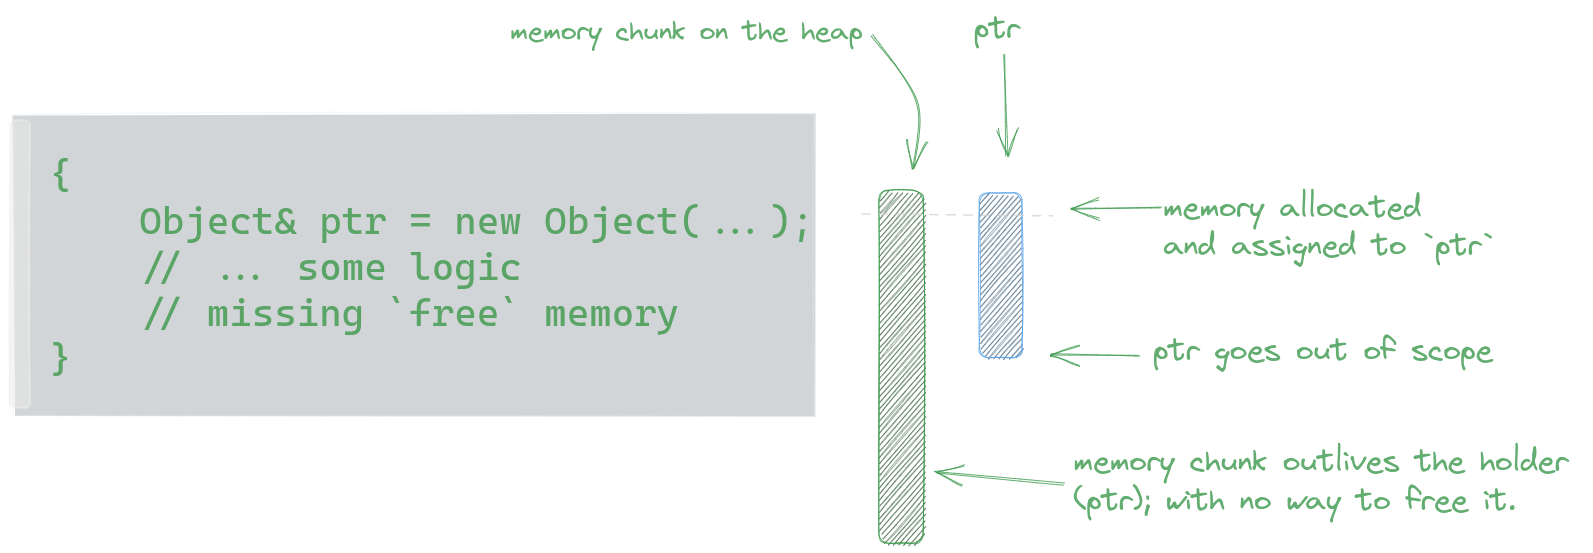 memory chunk on the heap
ptr
{
Object& ptr = new Object( ... );
// ... some logic
// missing `free` memory
}
memory allocated
and assigned to `ptr`
ptr goes out of scope
memory chunk outlives the holder
(ptr); with no way to free it.